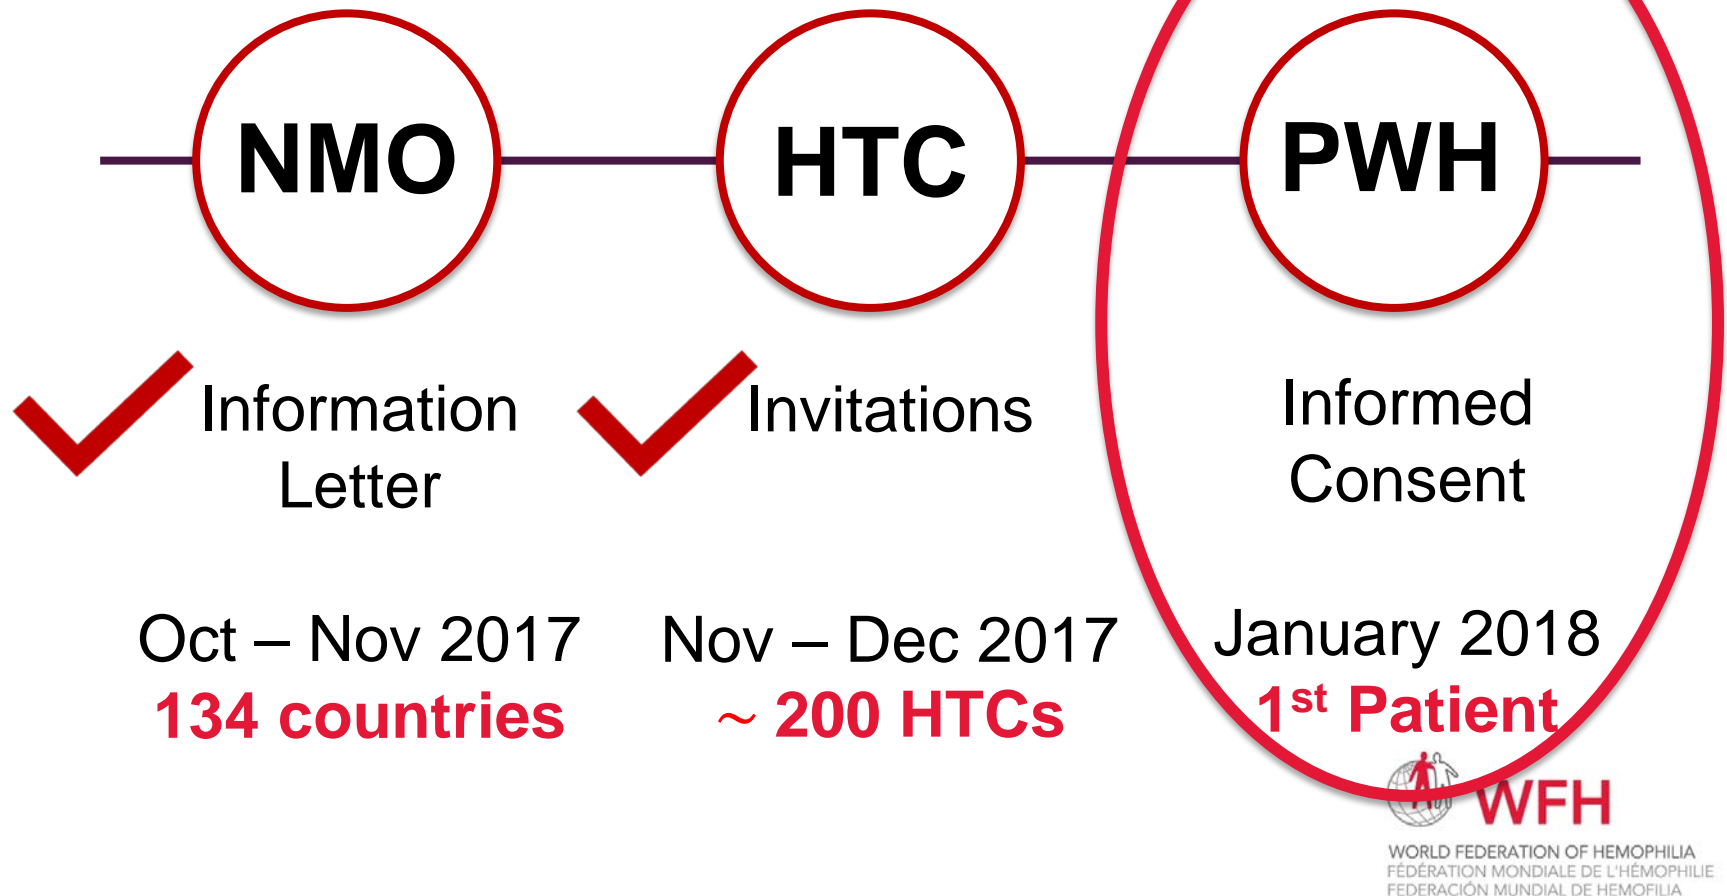 NMO
HTC
PWH
Information
Letter
Invitations
Informed
Consent
Oct – Nov 2017
134 countries
Nov – Dec 2017
~ 200 HTCs
January 2018
1st Patient
WFH
WORLD FEDERATION OF HEMOPHILIA
FÉDÉRATION MONDIALE DE L'HÉMOPHILIE
FEDERACIÓN MUNDIAL DE HEMOFILIA